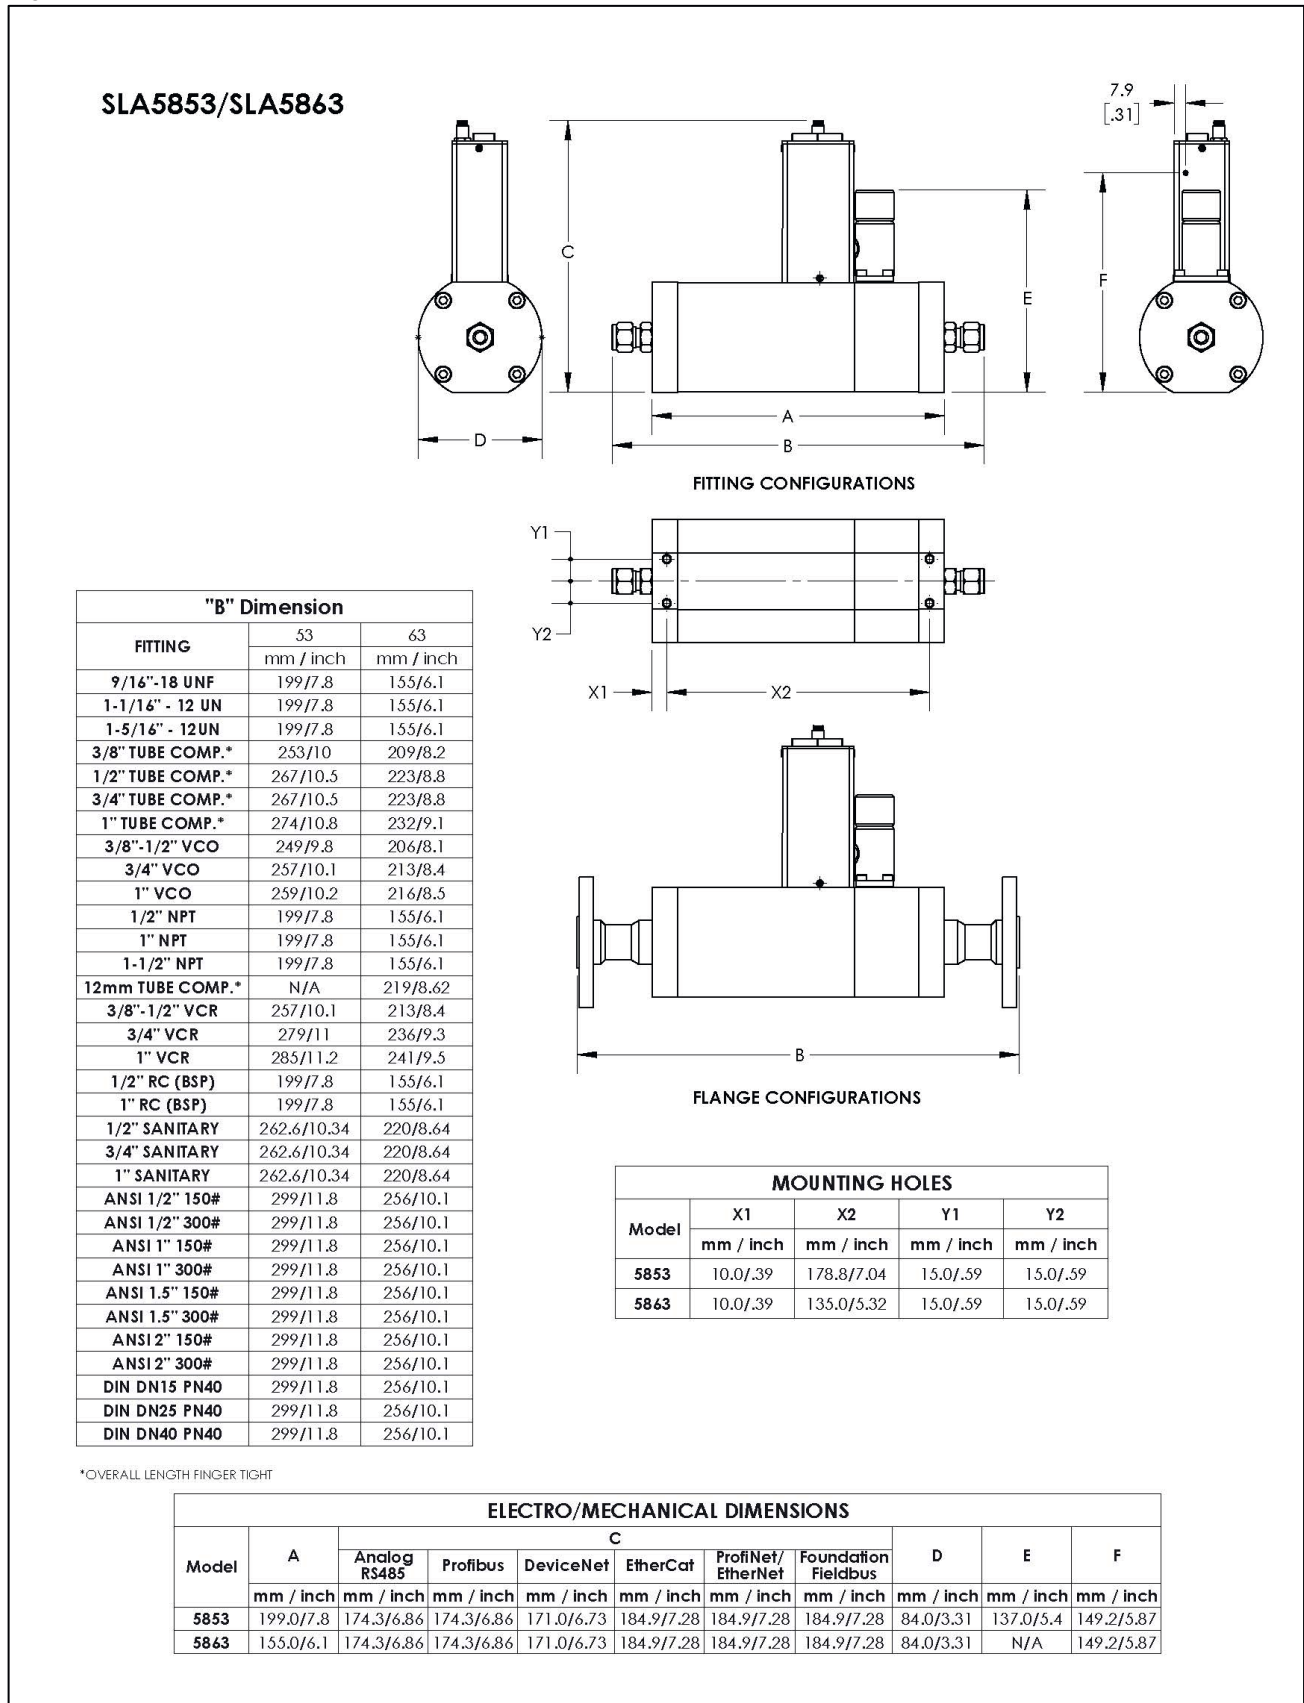 SLA5853/SLA5863
7.9
[.31]
C
E
F
A
B
D
FITTING CONFIGURATIONS
Y1
Y2
X1
X2
B
FLANGE CONFIGURATIONS
"B" Dimension
FITTING 53 63
mm / inch mm / inch
9/16"-18 UNF 199/7.8 155/6.1
1-1/16" - 12 UN 199/7.8 155/6.1
1-5/16" - 12UN 199/7.8 155/6.1
3/8" TUBE COMP.* 253/10 209/8.2
1/2" TUBE COMP.* 267/10.5 223/8.8
3/4" TUBE COMP.* 267/10.5 223/8.8
1" TUBE COMP.* 274/10.8 232/9.1
3/8"-1/2" VCO 249/9.8 206/8.1
3/4" VCO 257/10.1 213/8.4
1" VCO 259/10.2 216/8.5
1/2" NPT 199/7.8 155/6.1
1" NPT 199/7.8 155/6.1
1-1/2" NPT 199/7.8 155/6.1
12mm TUBE COMP.* N/A 219/8.62
3/8"-1/2" VCR 257/10.1 213/8.4
3/4" VCR 279/11 236/9.3
1" VCR 285/11.2 241/9.5
1/2" RC (BSP) 199/7.8 155/6.1
1" RC (BSP) 199/7.8 155/6.1
1/2" SANITARY 262.6/10.34 220/8.64
3/4" SANITARY 262.6/10.34 220/8.64
1" SANITARY 262.6/10.34 220/8.64
ANSI 1/2" 150# 299/11.8 256/10.1
ANSI 1/2" 300# 299/11.8 256/10.1
ANSI 1" 150# 299/11.8 256/10.1
ANSI 1" 300# 299/11.8 256/10.1
ANSI 1.5" 150# 299/11.8 256/10.1
ANSI 1.5" 300# 299/11.8 256/10.1
ANSI 2" 150# 299/11.8 256/10.1
ANSI 2" 300# 299/11.8 256/10.1
DIN DN15 PN40 299/11.8 256/10.1
DIN DN25 PN40 299/11.8 256/10.1
DIN DN40 PN40 299/11.8 256/10.1
*OVERALL LENGTH FINGER TIGHT
MOUNTING HOLES
Model X1 X2 Y1 Y2
mm / inch mm / inch mm / inch mm / inch
5853 10.0/.39 178.8/7.04 15.0/.59 15.0/.59
5863 10.0/.39 135.0/5.32 15.0/.59 15.0/.59
ELECTRO/MECHANICAL DIMENSIONS
Model A C D E F
Analog RS485 Profibus DeviceNet EtherCat ProfiNet/ EtherNet Foundation Fieldbus
mm / inch mm / inch mm / inch mm / inch mm / inch mm / inch mm / inch mm / inch mm / inch mm / inch
5853 199.0/7.8 174.3/6.86 174.3/6.86 171.0/6.73 184.9/7.28 184.9/7.28 184.9/7.28 84.0/3.31 137.0/5.4 149.2/5.87
5863 155.0/6.1 174.3/6.86 174.3/6.86 171.0/6.73 184.9/7.28 184.9/7.28 184.9/7.28 84.0/3.31 N/A 149.2/5.87